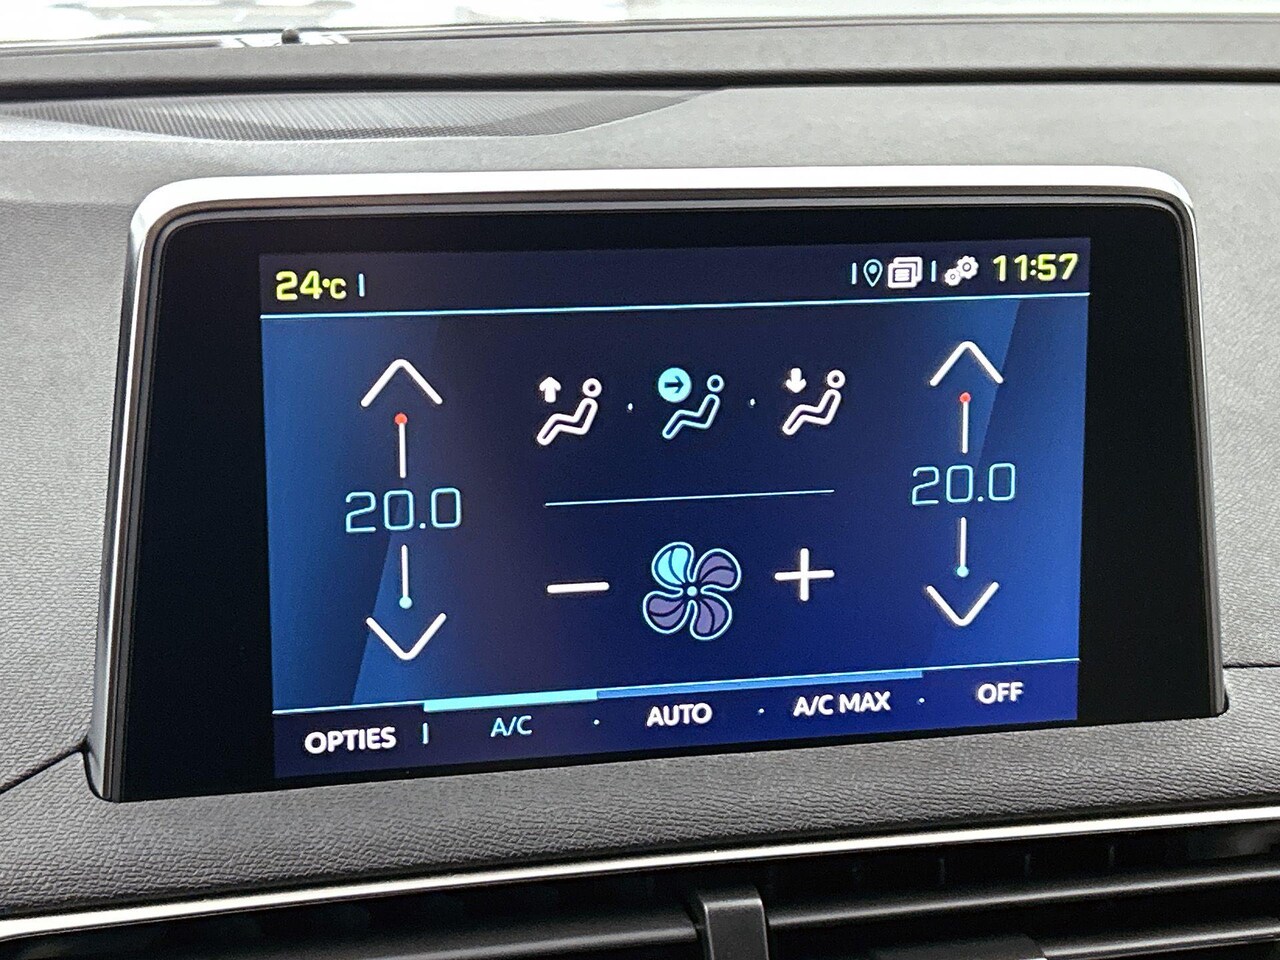 24°C
11:57
20.0
20.0
OPTIES
A/C
AUTO
A/C MAX
OFF